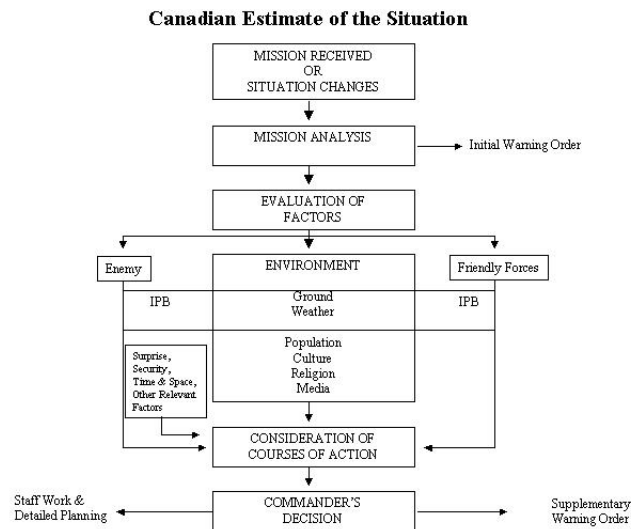 Canadian Estimate of the Situation
MISSION RECEIVED
OR
SITUATION CHANGES
MISSION ANALYSIS
Initial Warning Order
EVALUATION OF
FACTORS
Enemy
ENVIRONMENT
Friendly Forces
IPB
Ground
Weather
IPB
Population
Culture
Religion
Media
Surprise,
Security,
Time & Space,
Other Relevant
Factors
CONSIDERATION OF
COURSES OF ACTION
Staff Work &
Detailed Planning
COMMANDER'S
DECISION
Supplementary
Warning Order